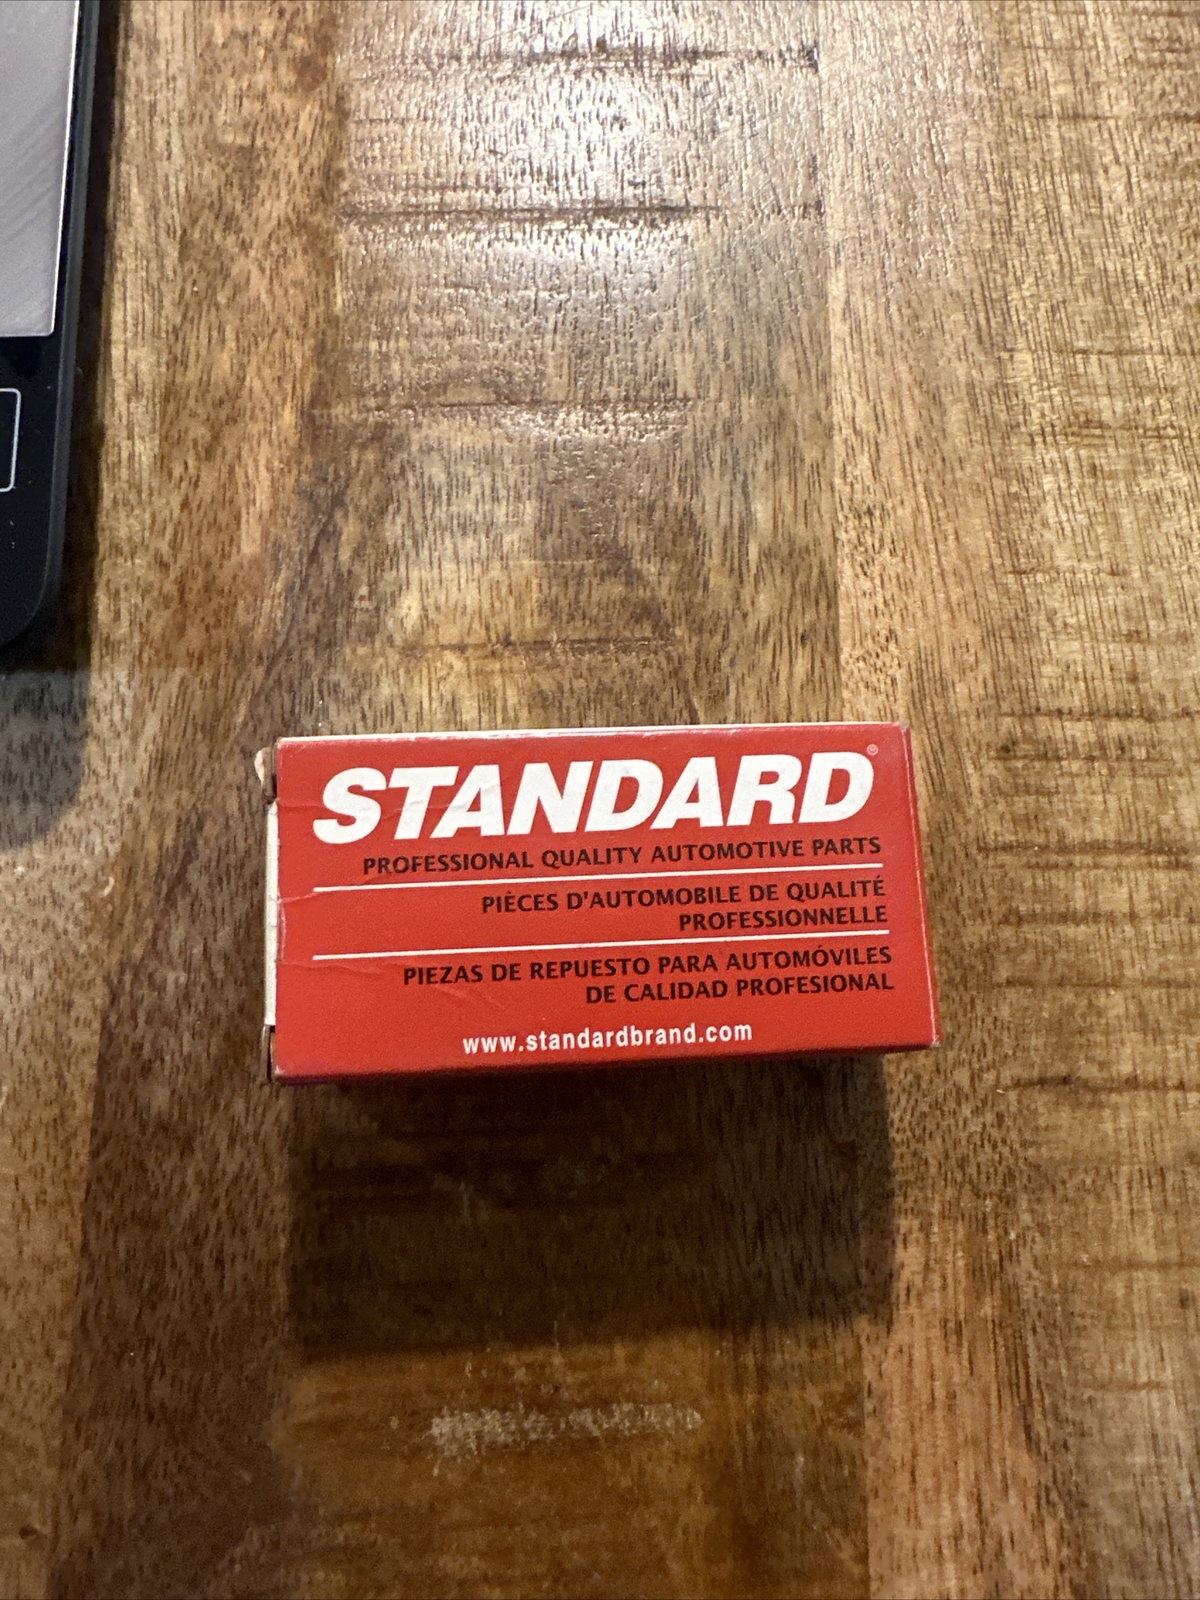 STANDARD®
PROFESSIONAL QUALITY AUTOMOTIVE PARTS
PIÈCES D'AUTOMOBILE DE QUALITÉ
PROFESSIONNELLE
PIEZAS DE REPUESTO PARA AUTOMÓVILES
DE CALIDAD PROFESIONAL
www.standardbrand.com